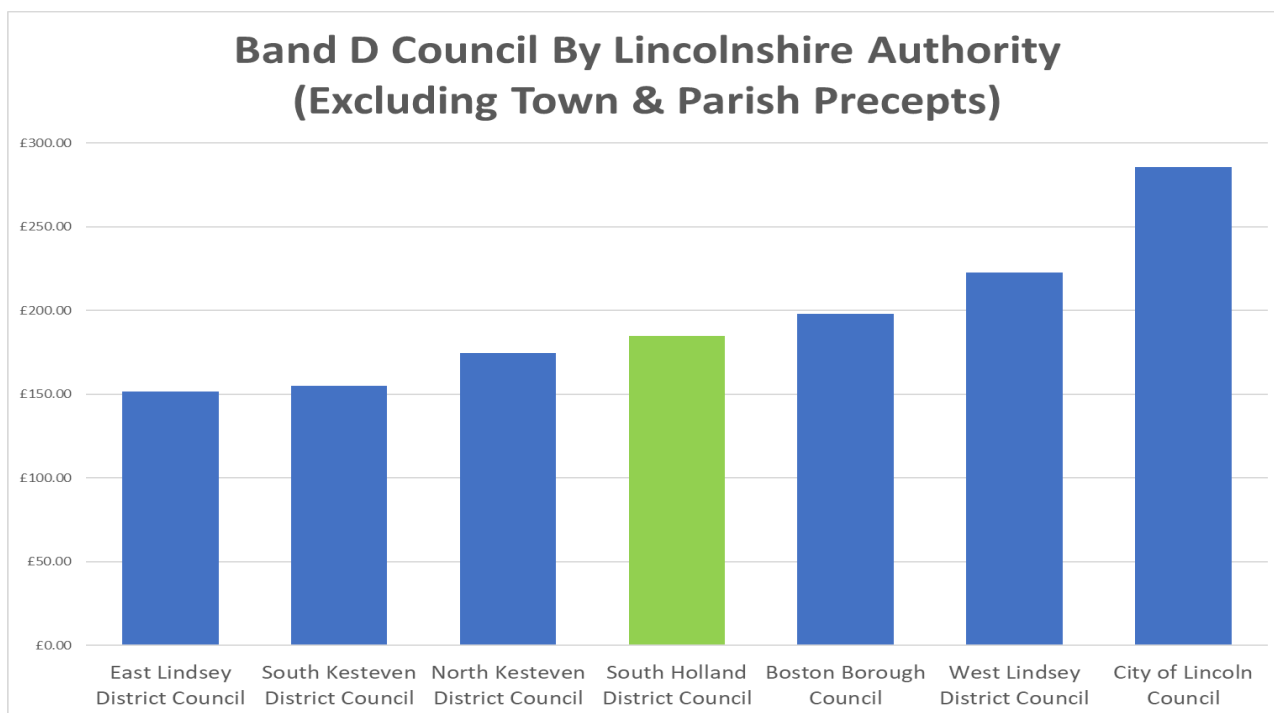 Band D Council By Lincolnshire Authority
(Excluding Town & Parish Precepts)
£300.00
£250.00
£200.00
£150.00
£100.00
£50.00
£0.00
East Lindsey
District Council
South Kesteven
District Council
North Kesteven
District Council
South Holland
District Council
Boston Borough
Council
West Lindsey
District Council
City of Lincoln
Council